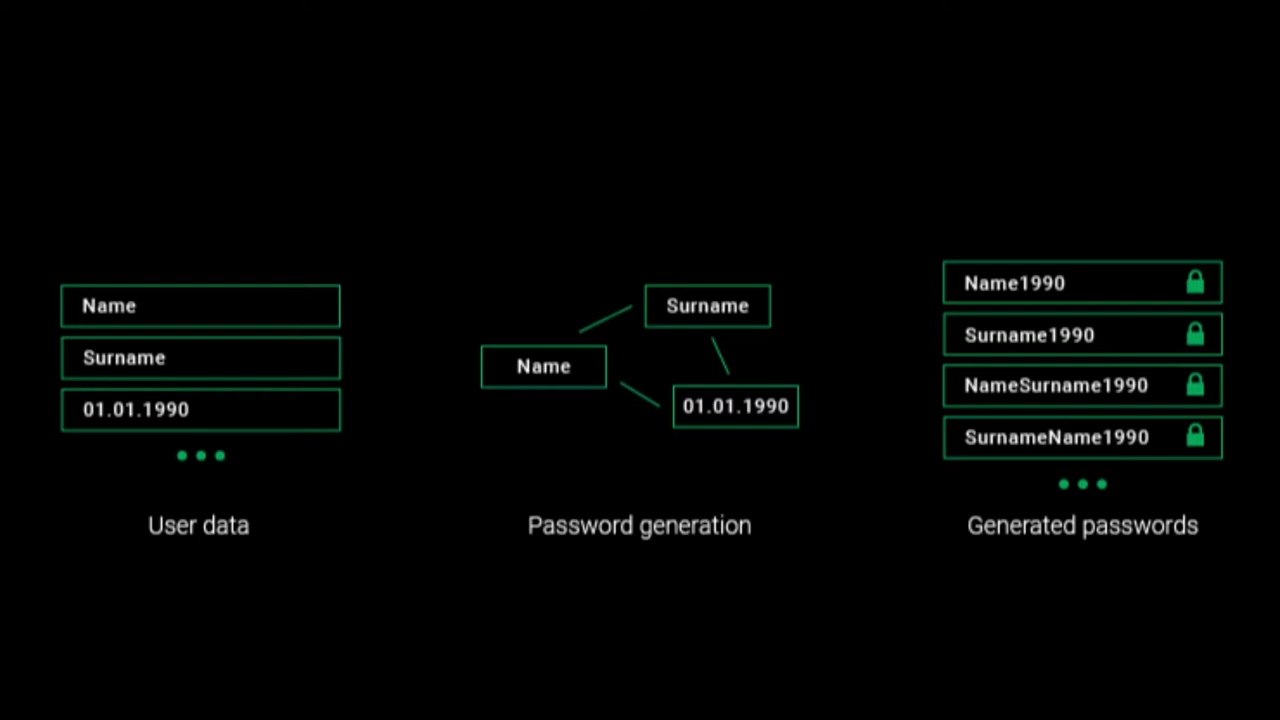 Name
Surname
01.01.1990
User data
Surname
Name
01.01.1990
Password generation
Name1990
Surname1990
NameSurname1990
SurnameName1990
Generated passwords